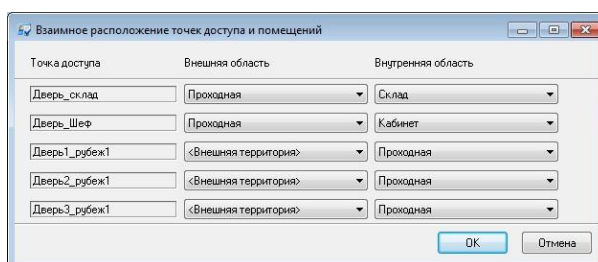 Взаимное расположение точек доступа и помещений
Точка доступа Внешняя область Внутренняя область
Дверь_склад Проходная Склад
Дверь_Шеф Проходная Кабинет
Дверь1_рубеж1 <Внешняя территория> Проходная
Дверь2_рубеж1 <Внешняя территория> Проходная
Дверь3_рубеж1 <Внешняя территория> Проходная
OK Отмена